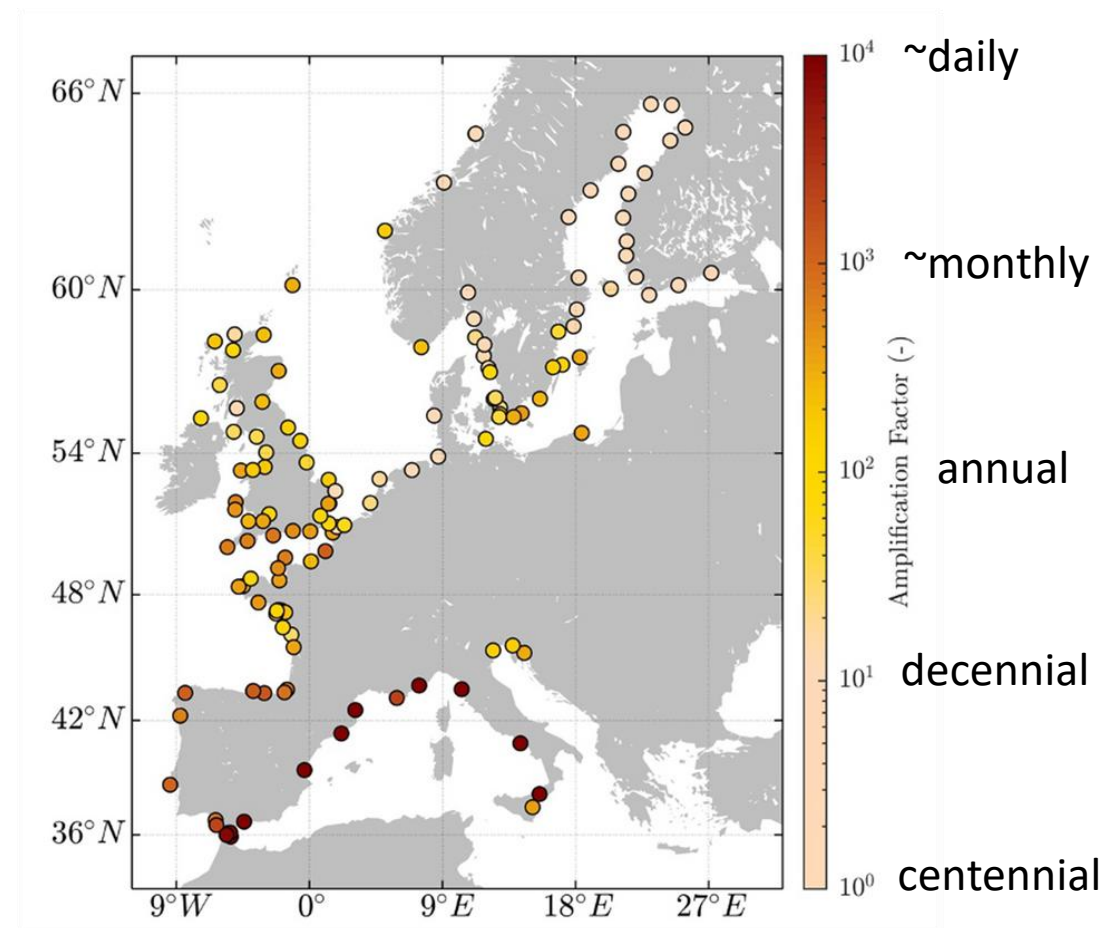 66°N
60°N
54°N
48°N
42°N
36°N
9°W
0
9°E
18°E
27°E
10⁴
10³
10²
10¹
10⁰
Amplification Factor (-)
~daily
~monthly
annual
decennial
centennial